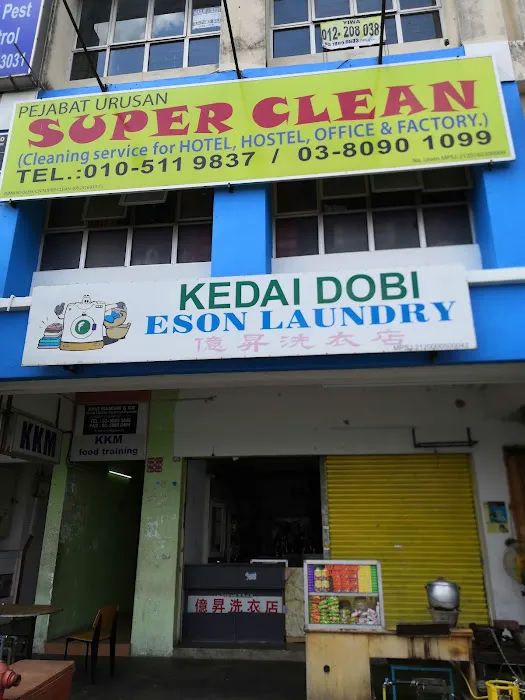 Pest
trol
3031
YIWA
012-208 038
PEJABAT URUSAN
SUPER CLEAN
(Cleaning service for HOTEL, HOSTEL, OFFICE & FACTORY.)
TEL.:010-511 9837 / 03-8090 1099
KEDAI DOBI
ESON LAUNDRY
億昇洗衣店
KKM
KKM
food training
億昇洗衣店